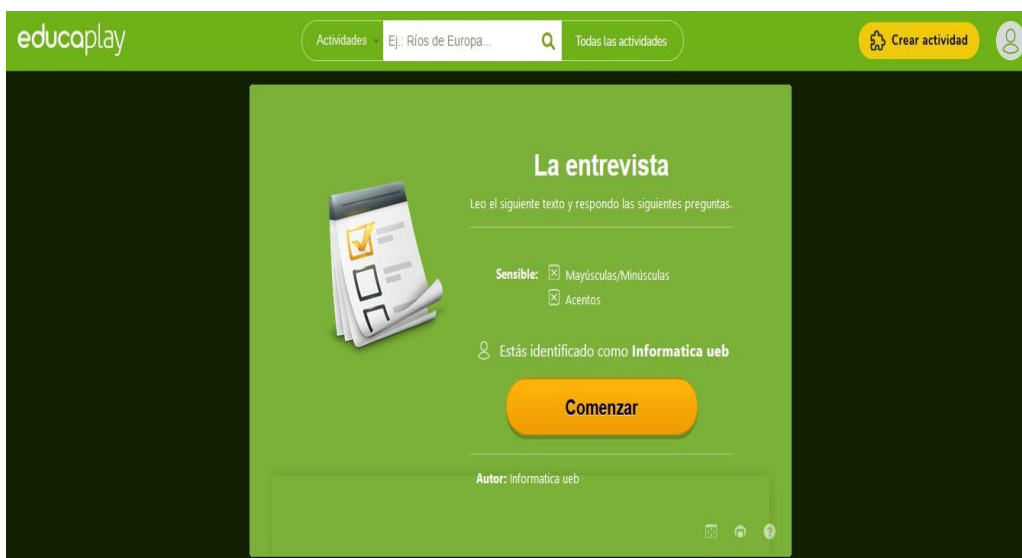 educaplay
Actividades Ej.: Ríos de Europa... Todas las actividades Crear actividad
La entrevista
Leo el siguiente texto y respondo las siguientes preguntas.
Sensible: Mayúsculas/Minúsculas
Acentos
Estás identificado como Informatica ueb
Comenzar
Autor: Informatica ueb